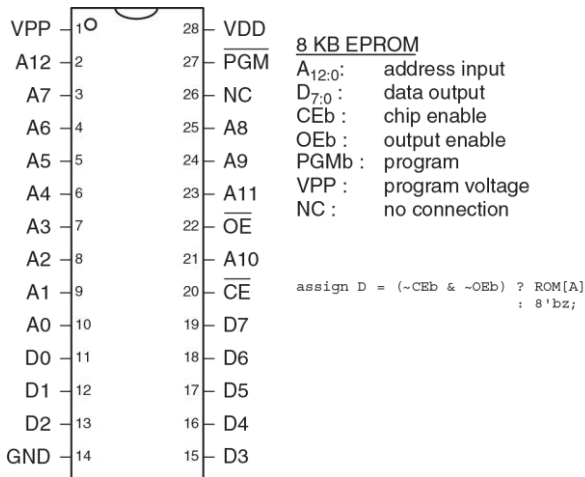 VPP 1 28 VDD
A12 2 27 PGM
A7 3 26 NC
A6 4 25 A8
A5 5 24 A9
A4 6 23 A11
A3 7 22 OE
A2 8 21 A10
A1 9 20 CE
A0 10 19 D7
D0 11 18 D6
D1 12 17 D5
D2 13 16 D4
GND 14 15 D3
8 KB EPROM
A12:0: address input
D7:0 : data output
CEb : chip enable
OEb : output enable
PGMb : program
VPP : program voltage
NC : no connection
assign D = (~CEb & ~OEb) ? ROM[A]
: 8'bz;